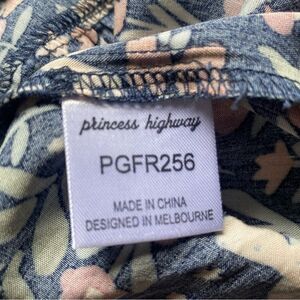 princess highway
PGFR256
MADE IN CHINA
DESIGNED IN MELBOURNE